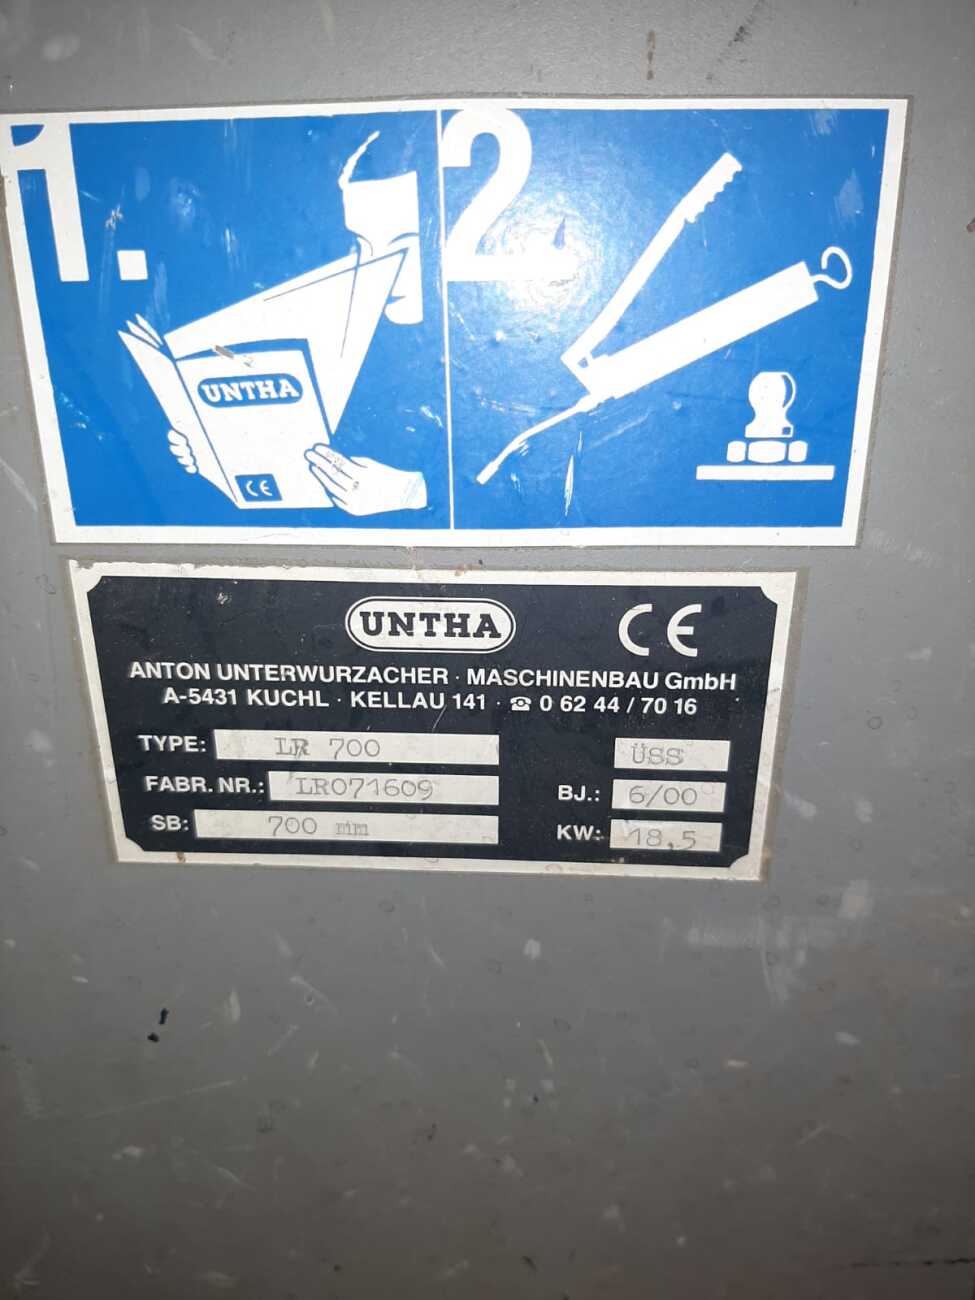 1.
2.
UNTHA
CE
UNTHA CE
ANTON UNTERWURZACHER · MASCHINENBAU GmbH
A-5431 KUCHL · KELLAU 141 · ☎ 0 62 44 / 70 16
TYPE: LR 700 ÜSS
FABR. NR.: LR071609 BJ.: 6/00
SB: 700 mm KW: 18,5